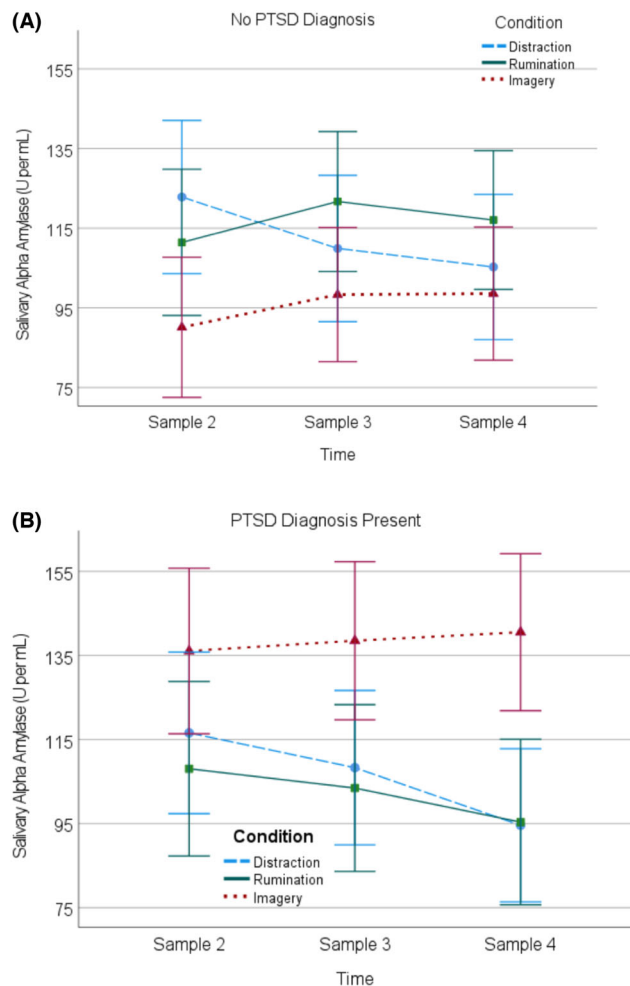 (A)
No PTSD Diagnosis
Condition
Distraction
Rumination
Imagery
Salivary Alpha Amylase (U per mL)
155
135
115
95
75
Sample 2
Sample 3
Sample 4
Time
(B)
PTSD Diagnosis Present
Salivary Alpha Amylase (U per mL)
155
135
115
95
75
Condition
Distraction
Rumination
Imagery
Sample 2
Sample 3
Sample 4
Time